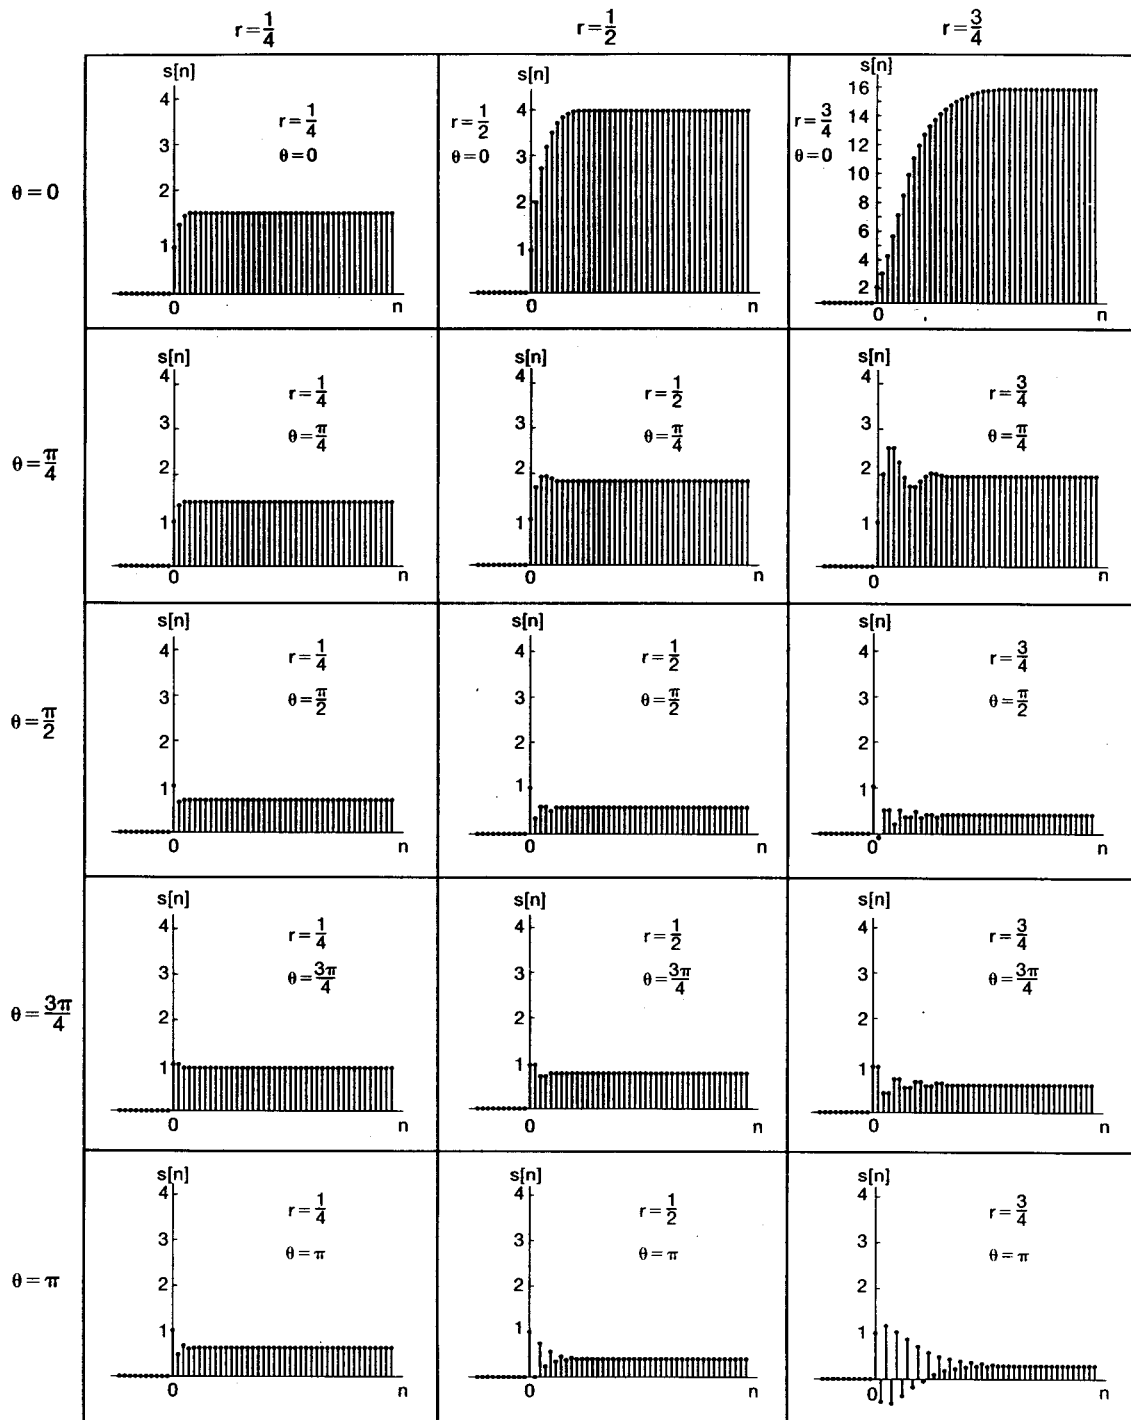 r = 1/4 r = 1/2 r = 3/4
θ = 0
s[n]
4
3
2
1
0 n
r = 1/4
θ = 0
s[n]
4
3
2
1
0 n
r = 1/2
θ = 0
s[n]
16
14
12
10
8
6
4
2
0 n
r = 3/4
θ = 0
θ = π/4
s[n]
4
3
2
1
0 n
r = 1/4
θ = π/4
s[n]
4
3
2
1
0 n
r = 1/2
θ = π/4
s[n]
4
3
2
1
0 n
r = 3/4
θ = π/4
θ = π/2
s[n]
4
3
2
1
0 n
r = 1/4
θ = π/2
s[n]
4
3
2
1
0 n
r = 1/2
θ = π/2
s[n]
4
3
2
1
0 n
r = 3/4
θ = π/2
θ = 3π/4
s[n]
4
3
2
1
0 n
r = 1/4
θ = 3π/4
s[n]
4
3
2
1
0 n
r = 1/2
θ = 3π/4
s[n]
4
3
2
1
0 n
r = 3/4
θ = 3π/4
θ = π
s[n]
4
3
2
1
0 n
r = 1/4
θ = π
s[n]
4
3
2
1
0 n
r = 1/2
θ = π
s[n]
4
3
2
1
0 n
r = 3/4
θ = π